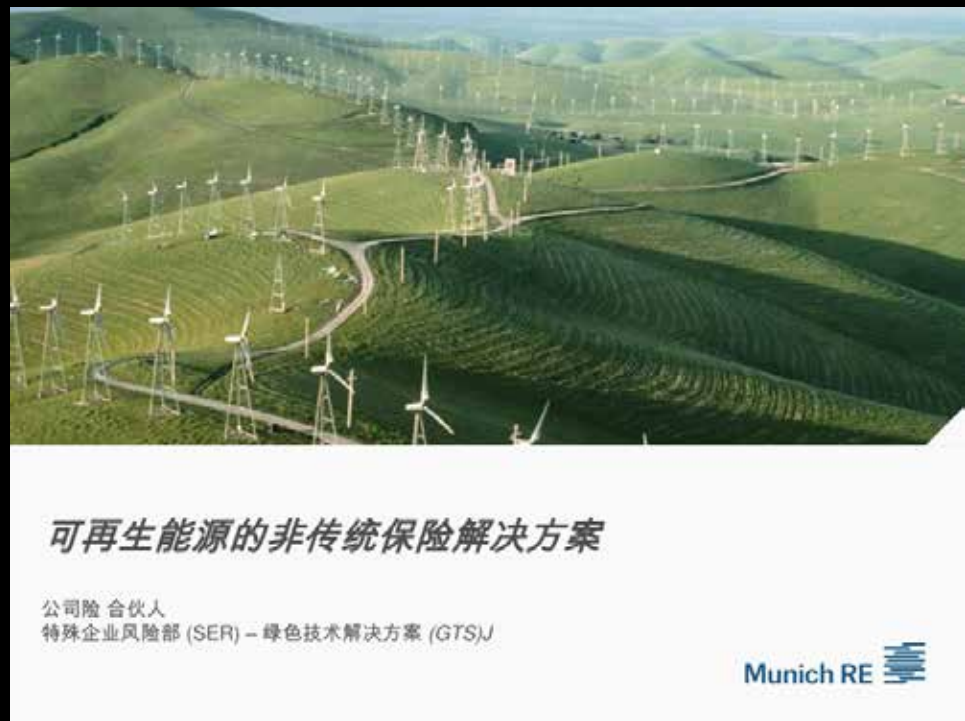 可再生能源的非传统保险解决方案
公司险 合伙人
特殊企业风险部 (SER) – 绿色技术解决方案 (GTS)J
Munich RE